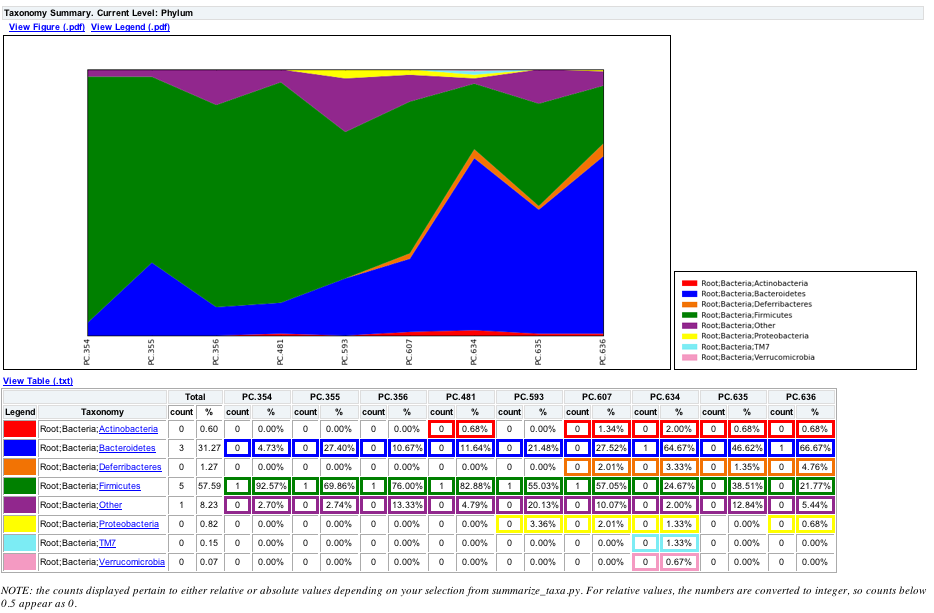 Taxonomy Summary. Current Level: Phylum
View Figure (.pdf) View Legend (.pdf)
PC.354 PC.355 PC.356 PC.481 PC.593 PC.607 PC.634 PC.635 PC.636
Root;Bacteria;Actinobacteria
Root;Bacteria;Bacteroidetes
Root;Bacteria;Deferribacteres
Root;Bacteria;Firmicutes
Root;Bacteria;Other
Root;Bacteria;Proteobacteria
Root;Bacteria;TM7
Root;Bacteria;Verrucomicrobia
View Table (.txt)
Total PC.354 PC.355 PC.356 PC.481 PC.593 PC.607 PC.634 PC.635 PC.636
Legend Taxonomy count % count % count % count % count % count % count % count % count % count %
Root;Bacteria;Actinobacteria 0 0.60 0 0.00% 0 0.00% 0 0.00% 0 0.68% 0 0.00% 0 1.34% 0 2.00% 0 0.68% 0 0.68%
Root;Bacteria;Bacteroidetes 3 31.27 0 4.73% 0 27.40% 0 10.67% 0 11.64% 0 21.48% 0 27.52% 1 64.67% 0 46.62% 1 66.67%
Root;Bacteria;Deferribacteres 0 1.27 0 0.00% 0 0.00% 0 0.00% 0 0.00% 0 0.00% 0 2.01% 0 3.33% 0 1.35% 0 4.76%
Root;Bacteria;Firmicutes 5 57.59 1 92.57% 1 69.86% 1 76.00% 1 82.88% 1 55.03% 1 57.05% 0 24.67% 0 38.51% 0 21.77%
Root;Bacteria;Other 1 8.23 0 2.70% 0 2.74% 0 13.33% 0 4.79% 0 20.13% 0 10.07% 0 2.00% 0 12.84% 0 5.44%
Root;Bacteria;Proteobacteria 0 0.82 0 0.00% 0 0.00% 0 0.00% 0 0.00% 0 3.36% 0 2.01% 0 1.33% 0 0.00% 0 0.68%
Root;Bacteria;TM7 0 0.15 0 0.00% 0 0.00% 0 0.00% 0 0.00% 0 0.00% 0 0.00% 0 1.33% 0 0.00% 0 0.00%
Root;Bacteria;Verrucomicrobia 0 0.07 0 0.00% 0 0.00% 0 0.00% 0 0.00% 0 0.00% 0 0.00% 0 0.67% 0 0.00% 0 0.00%
NOTE: the counts displayed pertain to either relative or absolute values depending on your selection from summarize_taxa.py. For relative values, the numbers are converted to integer, so counts below
0.5 appear as 0.